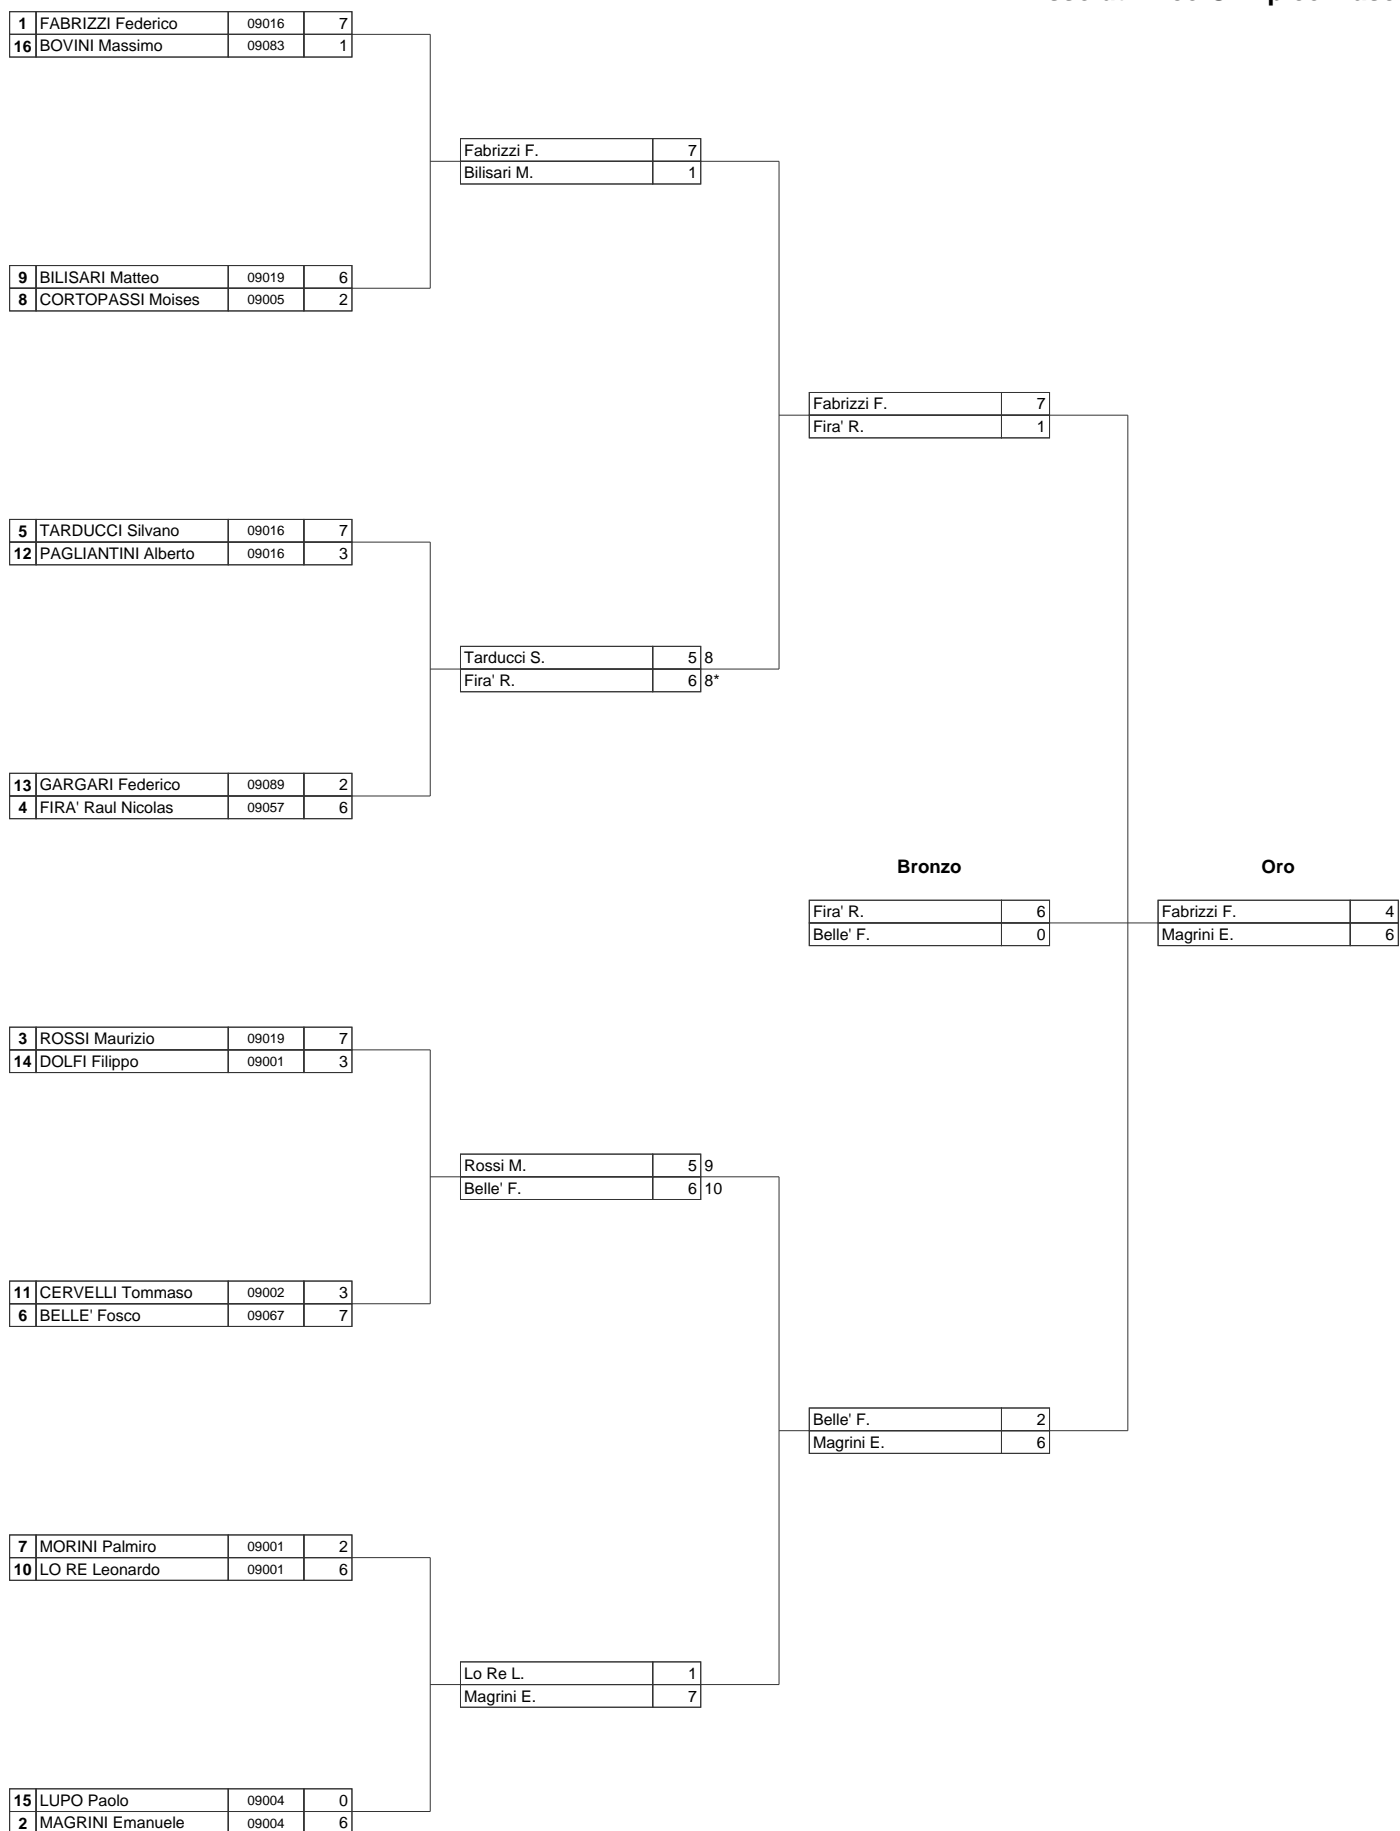 1 FABRIZZI Federico 09016 7
16 BOVINI Massimo 09083 1
Fabrizzi F. 7
Bilisari M. 1
9 BILISARI Matteo 09019 6
8 CORTOPASSI Moises 09005 2
Fabrizzi F. 7
Fira' R. 1
5 TARDUCCI Silvano 09016 7
12 PAGLIANTINI Alberto 09016 3
Tarducci S. 5 8
Fira' R. 6 8*
13 GARGARI Federico 09089 2
4 FIRA' Raul Nicolas 09057 6
Bronzo Oro
Fira' R. 6 Fabrizzi F. 4
Belle' F. 0 Magrini E. 6
3 ROSSI Maurizio 09019 7
14 DOLFI Filippo 09001 3
Rossi M. 5 9
Belle' F. 6 10
11 CERVELLI Tommaso 09002 3
6 BELLE' Fosco 09067 7
Belle' F. 2
Magrini E. 6
7 MORINI Palmiro 09001 2
10 LO RE Leonardo 09001 6
Lo Re L. 1
Magrini E. 7
15 LUPO Paolo 09004 0
2 MAGRINI Emanuele 09004 6